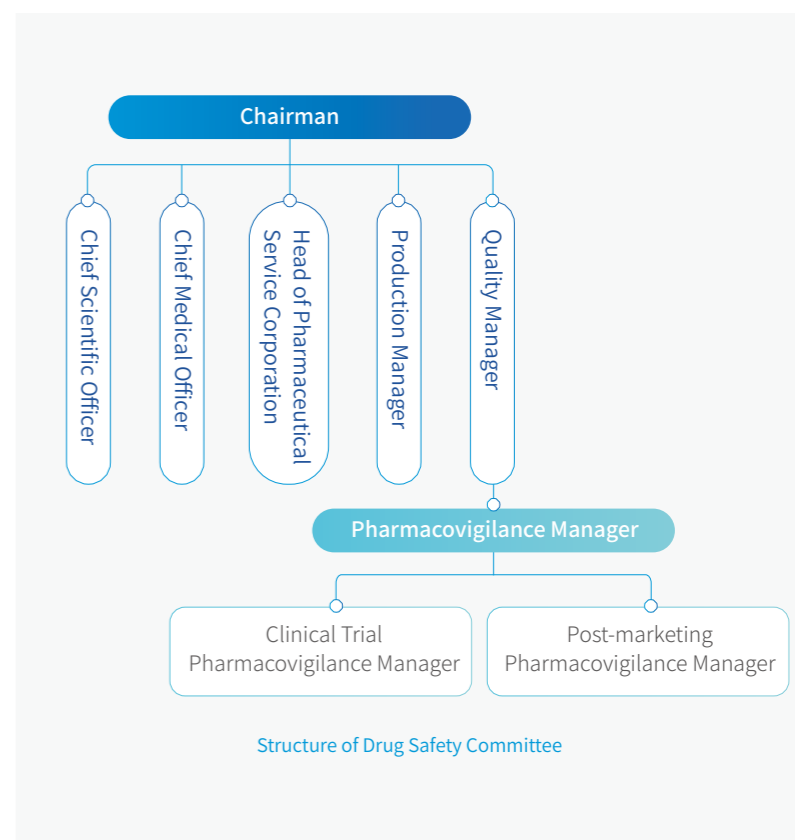 Chairman
Chief Scientific Officer
Chief Medical Officer
Head of Pharmaceutical
Service Corporation
Production Manager
Quality Manager
Pharmacovigilance Manager
Clinical Trial
Pharmacovigilance Manager
Post-marketing
Pharmacovigilance Manager
Structure of Drug Safety Committee